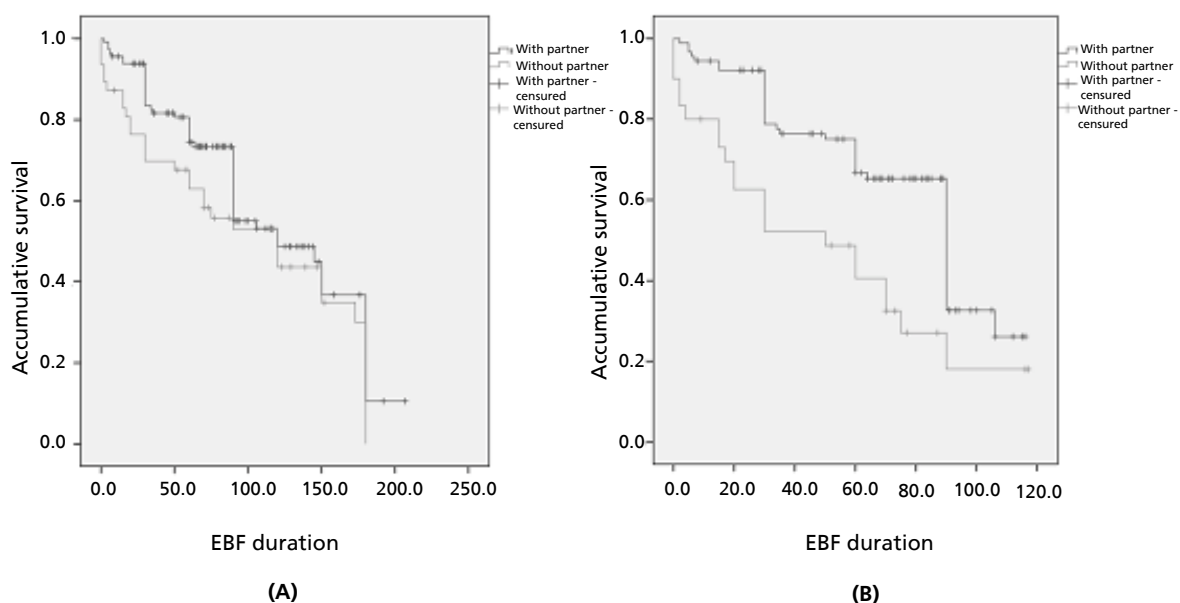 1.0
0.8
0.6
0.4
0.2
0.0
Accumulative survival
0.0 50.0 100.0 150.0 200.0 250.0
EBF duration
(A)
With partner
Without partner
With partner -
censured
Without partner -
censured
1.0
0.8
0.6
0.4
0.2
0.0
Accumulative survival
0.0 20.0 40.0 60.0 80.0 100.0 120.0
EBF duration
(B)
With partner
Without partner
With partner -
censured
Without partner -
censured